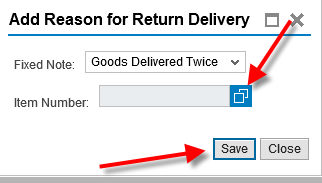 Add Reason for Return Delivery
Fixed Note: Goods Delivered Twice
Item Number:
Save Close